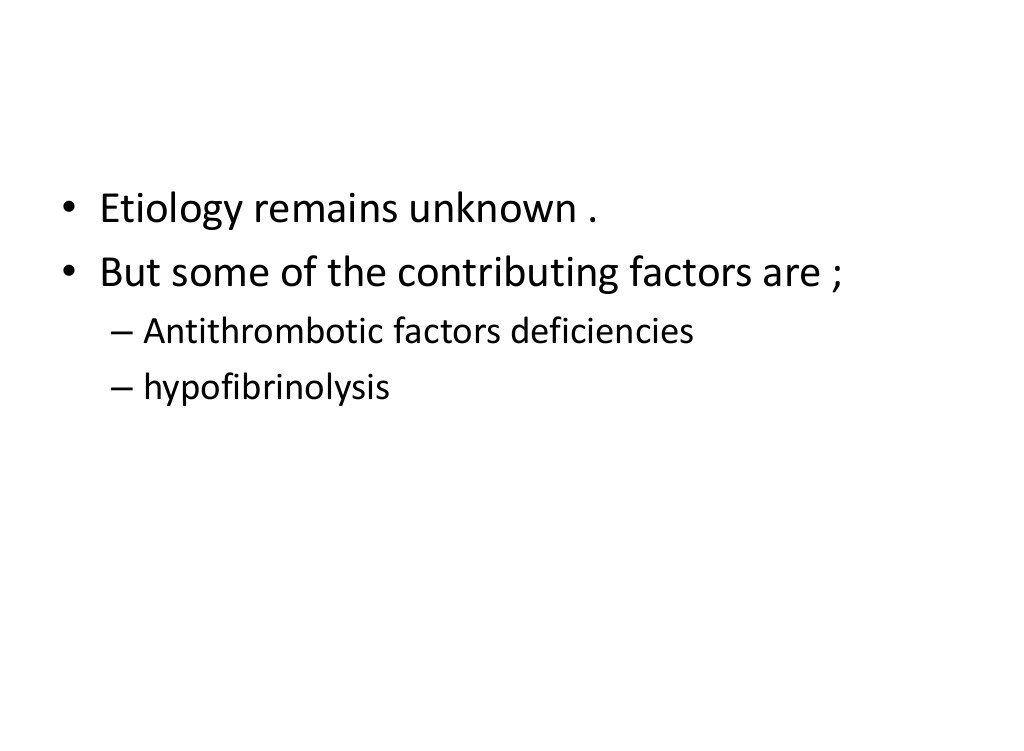 • Etiology remains unknown .
• But some of the contributing factors are ;
– Antithrombotic factors deficiencies
– hypofibrinolysis